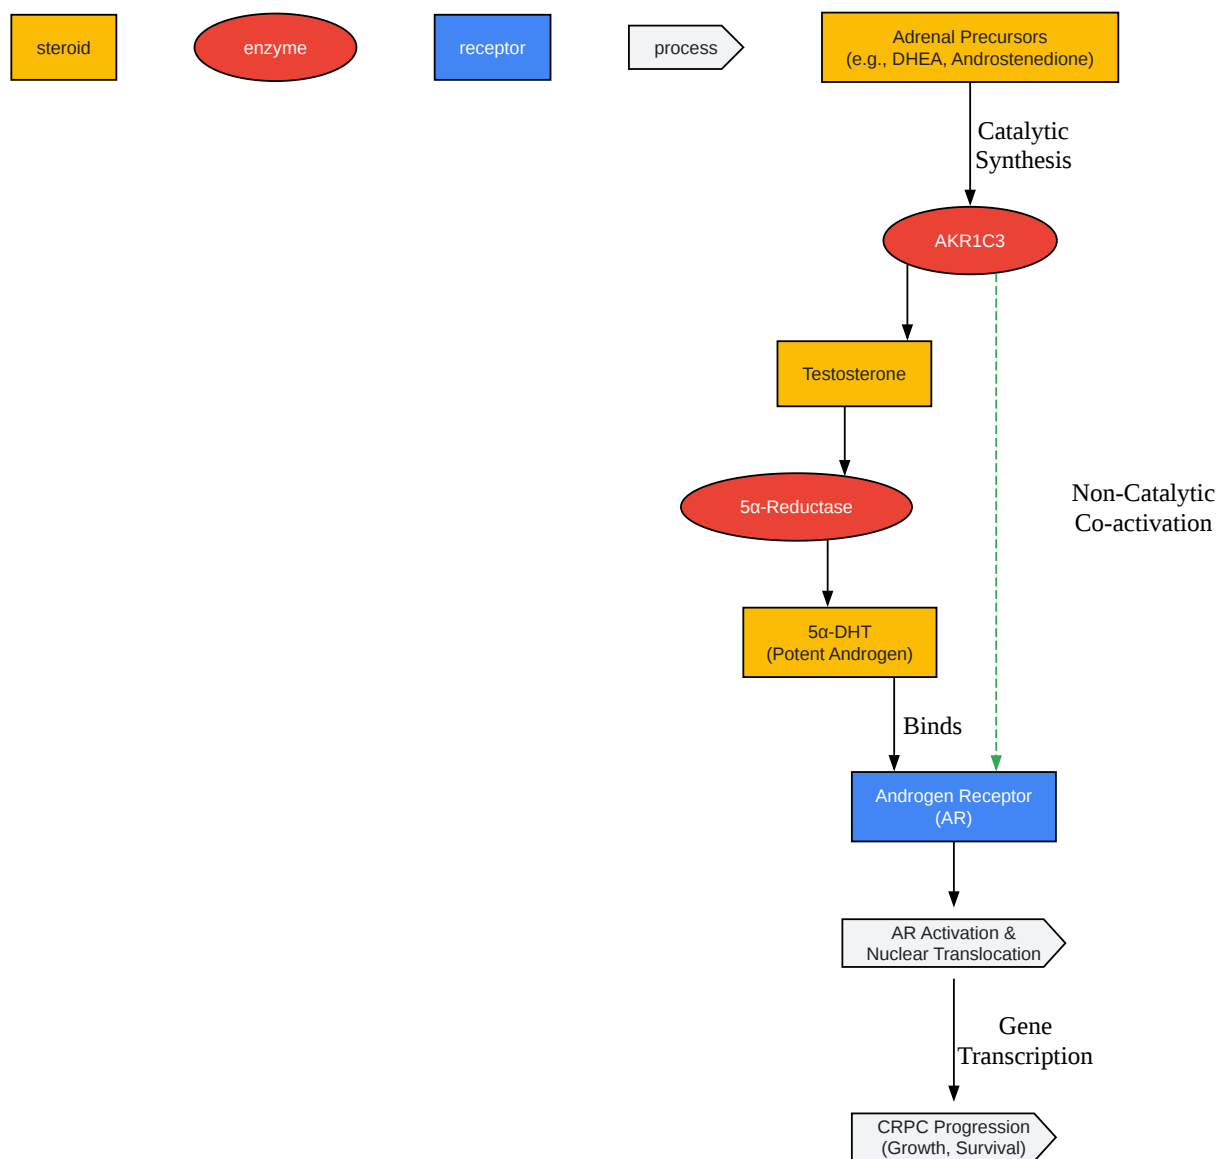 steroid
enzyme
receptor
process
Adrenal Precursors
(e.g., DHEA, Androstenedione)
Catalytic
Synthesis
AKR1C3
Testosterone
5α-Reductase
Non-Catalytic
Co-activation
5α-DHT
(Potent Androgen)
Binds
Androgen Receptor
(AR)
AR Activation &
Nuclear Translocation
Gene
Transcription
CRPC Progression
(Growth, Survival)